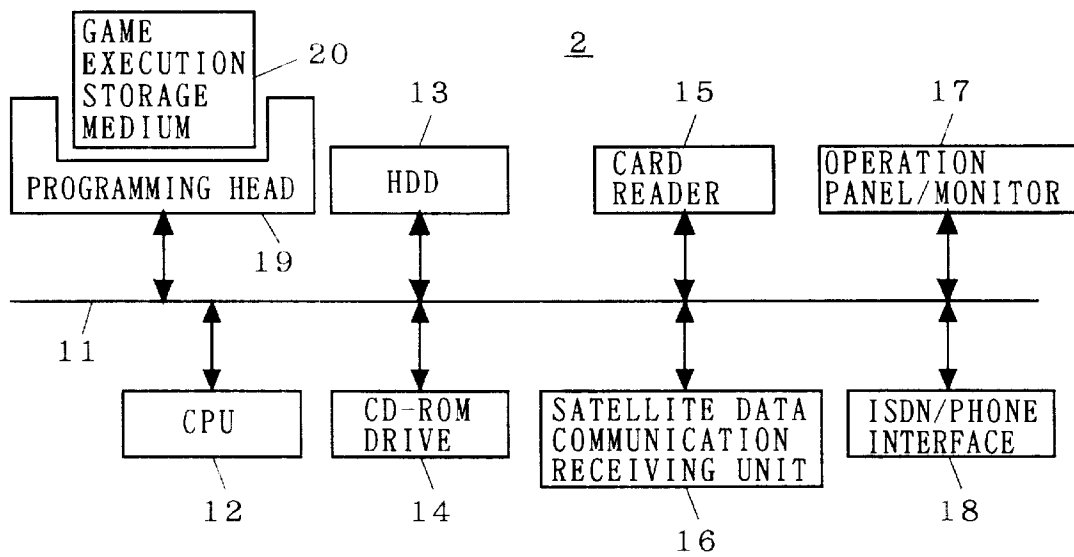 GAME
EXECUTION
STORAGE
MEDIUM
20
2
13
15
17
PROGRAMMING HEAD
HDD
CARD
READER
OPERATION
PANEL/MONITOR
19
11
CPU
CD-ROM
DRIVE
SATELLITE DATA
COMMUNICATION
RECEIVING UNIT
ISDN/PHONE
INTERFACE
12
14
16
18